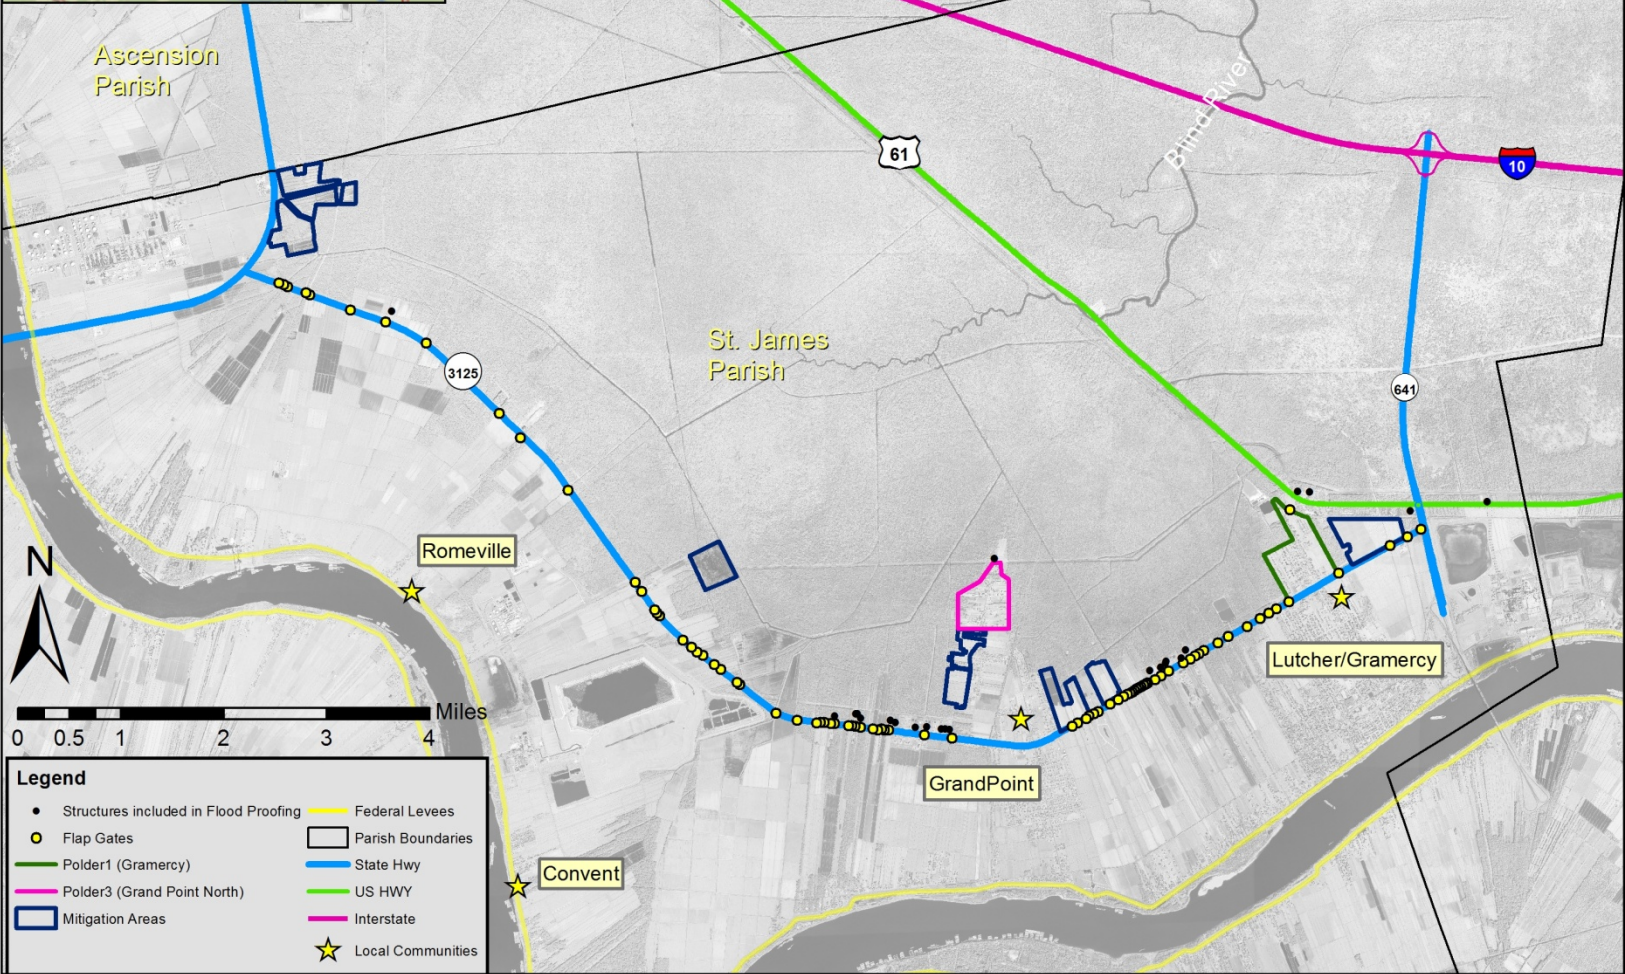 Ascension
Parish
Blind River
61
10
St. James
Parish
3125
641
Romeville
N
Lutcher/Gramercy
Miles
0 0.5 1 2 3 4
GrandPoint
Convent
Legend
Structures included in Flood Proofing
Flap Gates
Polder1 (Gramercy)
Polder3 (Grand Point North)
Mitigation Areas
Federal Levees
Parish Boundaries
State Hwy
US HWY
Interstate
Local Communities